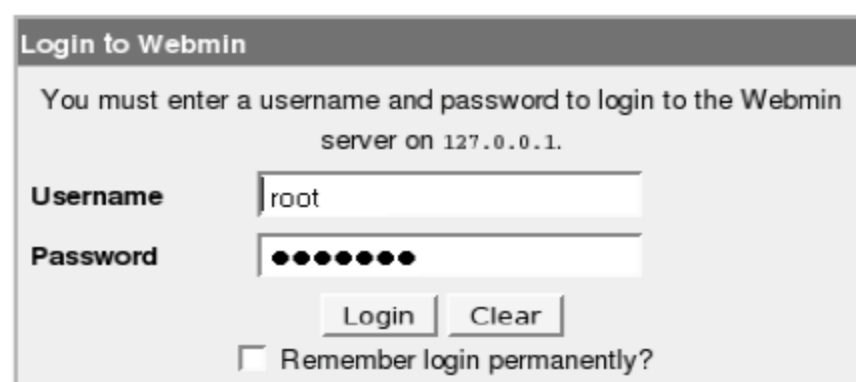 Login to Webmin
You must enter a username and password to login to the Webmin
server on 127.0.0.1.
Username root
Password ●●●●●●●
Login Clear
Remember login permanently?